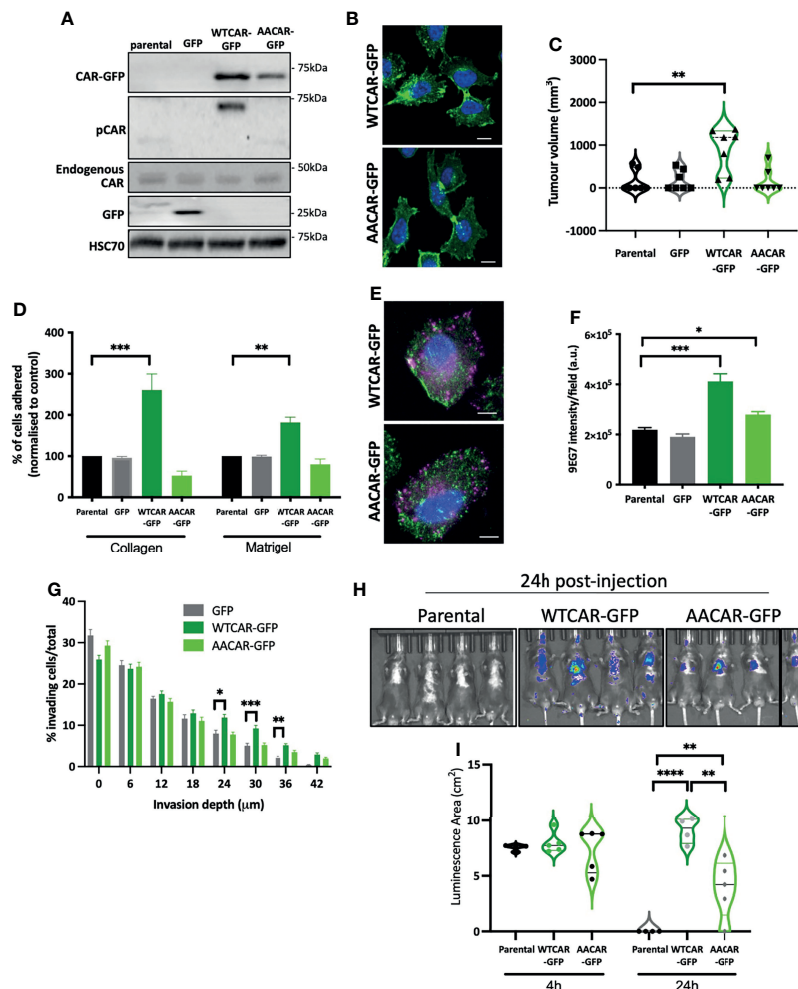 A
parental
GFP
WTCAR-
GFP
AACAR-
GFP
CAR-GFP
- 75kDa
- 75kDa
pCAR
Endogenous
CAR
- 50kDa
GFP
- 25kDa
HSC70
- 75kDa
B
WTCAR-GFP
AACAR-GFP
C
Tumour volume (mm³)
3000
2000
1000
0
-1000
**
Parental
GFP
WTCAR
-GFP
AACAR
-GFP
D
% of cells adhered
(normalised to control)
400
300
200
100
0
***
**
Parental
GFP
WTCAR
-GFP
AACAR
-GFP
Parental
GFP
WTCAR
-GFP
AACAR
-GFP
Collagen
Matrigel
E
WTCAR-GFP
AACAR-GFP
F
9EG7 intensity/field (a.u.)
6×10⁵
4×10⁵
2×10⁵
0
*
***
Parental
GFP
WTCAR
-GFP
AACAR
-GFP
G
% invading cells/total
40
30
20
10
0
GFP
WTCAR-GFP
AACAR-GFP
*
***
**
0
6
12
18
24
30
36
42
Invasion depth (μm)
H
24h post-injection
Parental
WTCAR-GFP
AACAR-GFP
I
Luminescence Area (cm²)
15
10
5
0
**
****
**
Parental
WTCAR
-GFP
AACAR
-GFP
Parental
WTCAR
-GFP
AACAR
-GFP
4h
24h